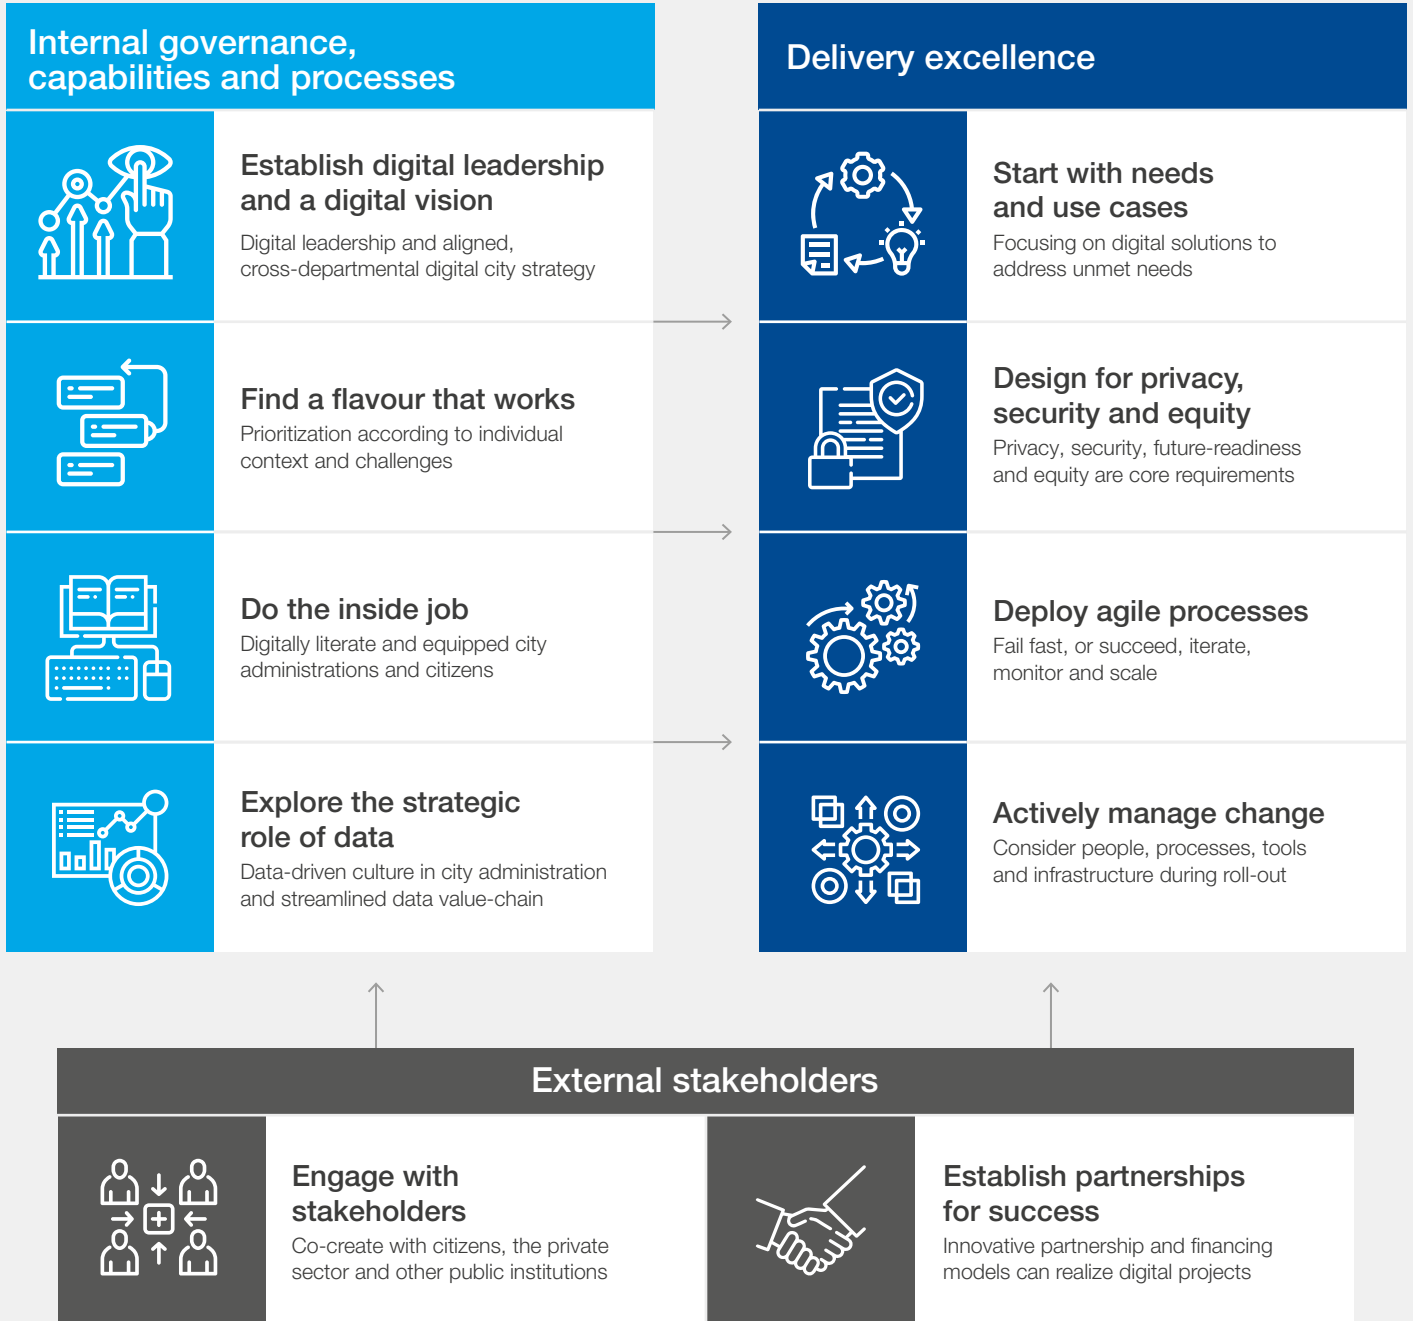 Internal governance,
capabilities and processes
Establish digital leadership
and a digital vision
Digital leadership and aligned,
cross-departmental digital city strategy
Find a flavour that works
Prioritization according to individual
context and challenges
Do the inside job
Digitally literate and equipped city
administrations and citizens
Explore the strategic
role of data
Data-driven culture in city administration
and streamlined data value-chain
Delivery excellence
Start with needs
and use cases
Focusing on digital solutions to
address unmet needs
Design for privacy,
security and equity
Privacy, security, future-readiness
and equity are core requirements
Deploy agile processes
Fail fast, or succeed, iterate,
monitor and scale
Actively manage change
Consider people, processes, tools
and infrastructure during roll-out
External stakeholders
Engage with
stakeholders
Co-create with citizens, the private
sector and other public institutions
Establish partnerships
for success
Innovative partnership and financing
models can realize digital projects